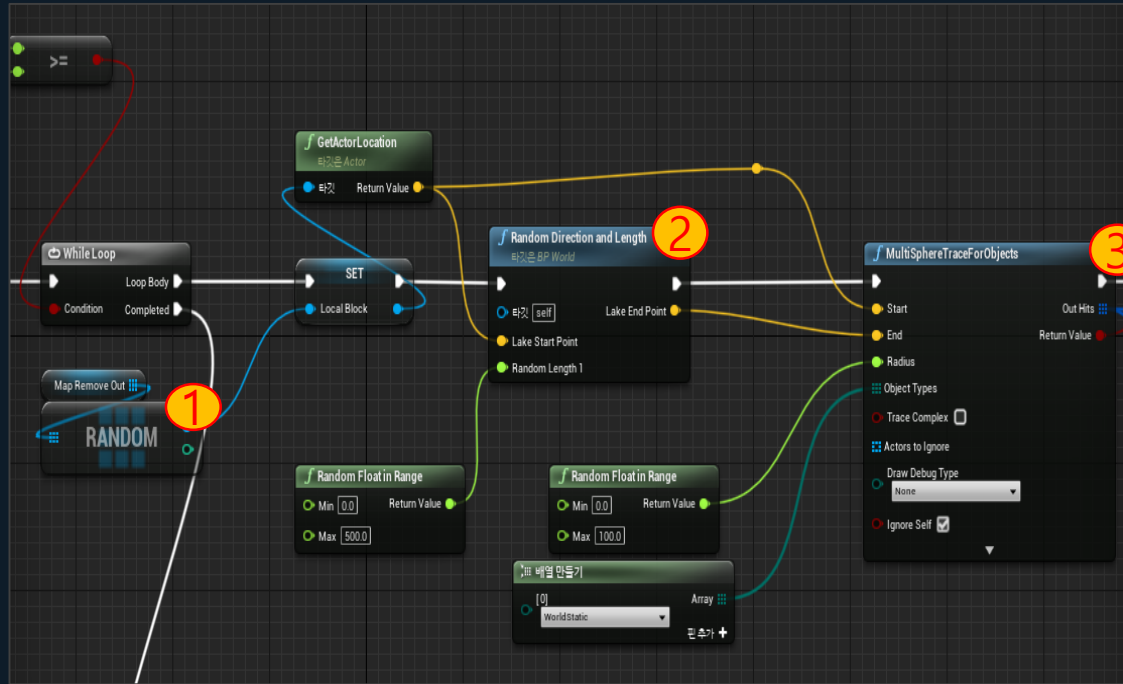 >=
GetActorLocation
타깃은 Actor
타깃 Return Value
While Loop
Loop Body
Condition Completed
SET
Local Block
Random Direction and Length
타깃은 BP World
타깃 self Lake End Point
Lake Start Point
Random Length 1
2
MultiSphereTraceForObjects
3
Start Out Hits
End Return Value
Radius
Object Types
Trace Complex
Actors to Ignore
Draw Debug Type
None
Ignore Self
Map Remove Out
1
RANDOM
Random Float in Range
Min 0.0 Return Value
Max 500.0
Random Float in Range
Min 0.0 Return Value
Max 100.0
배열 만들기
[0] Array
WorldStatic
핀 추가 +